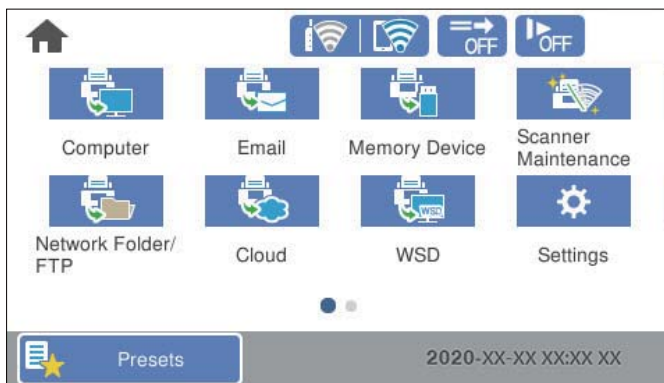 OFF
OFF
Computer
Email
Memory Device
Scanner
Maintenance
Network Folder/
FTP
Cloud
WSD
WSD
Settings
Presets
2020-XX-XX XX:XX XX